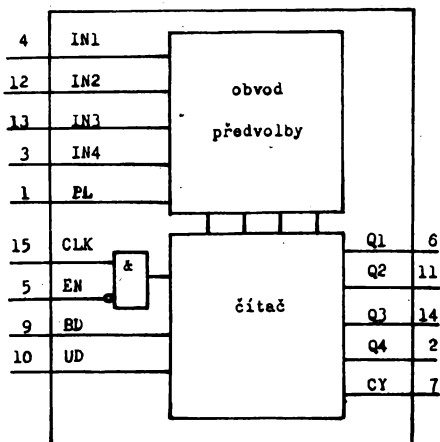 4 IN1
12 IN2
13 IN3
3 IN4
1 PL
obvod
předvolby
15 CLK
&
5 EN
9 BD
10 UD
čítač
Q1 6
Q2 11
Q3 14
Q4 2
CY 7